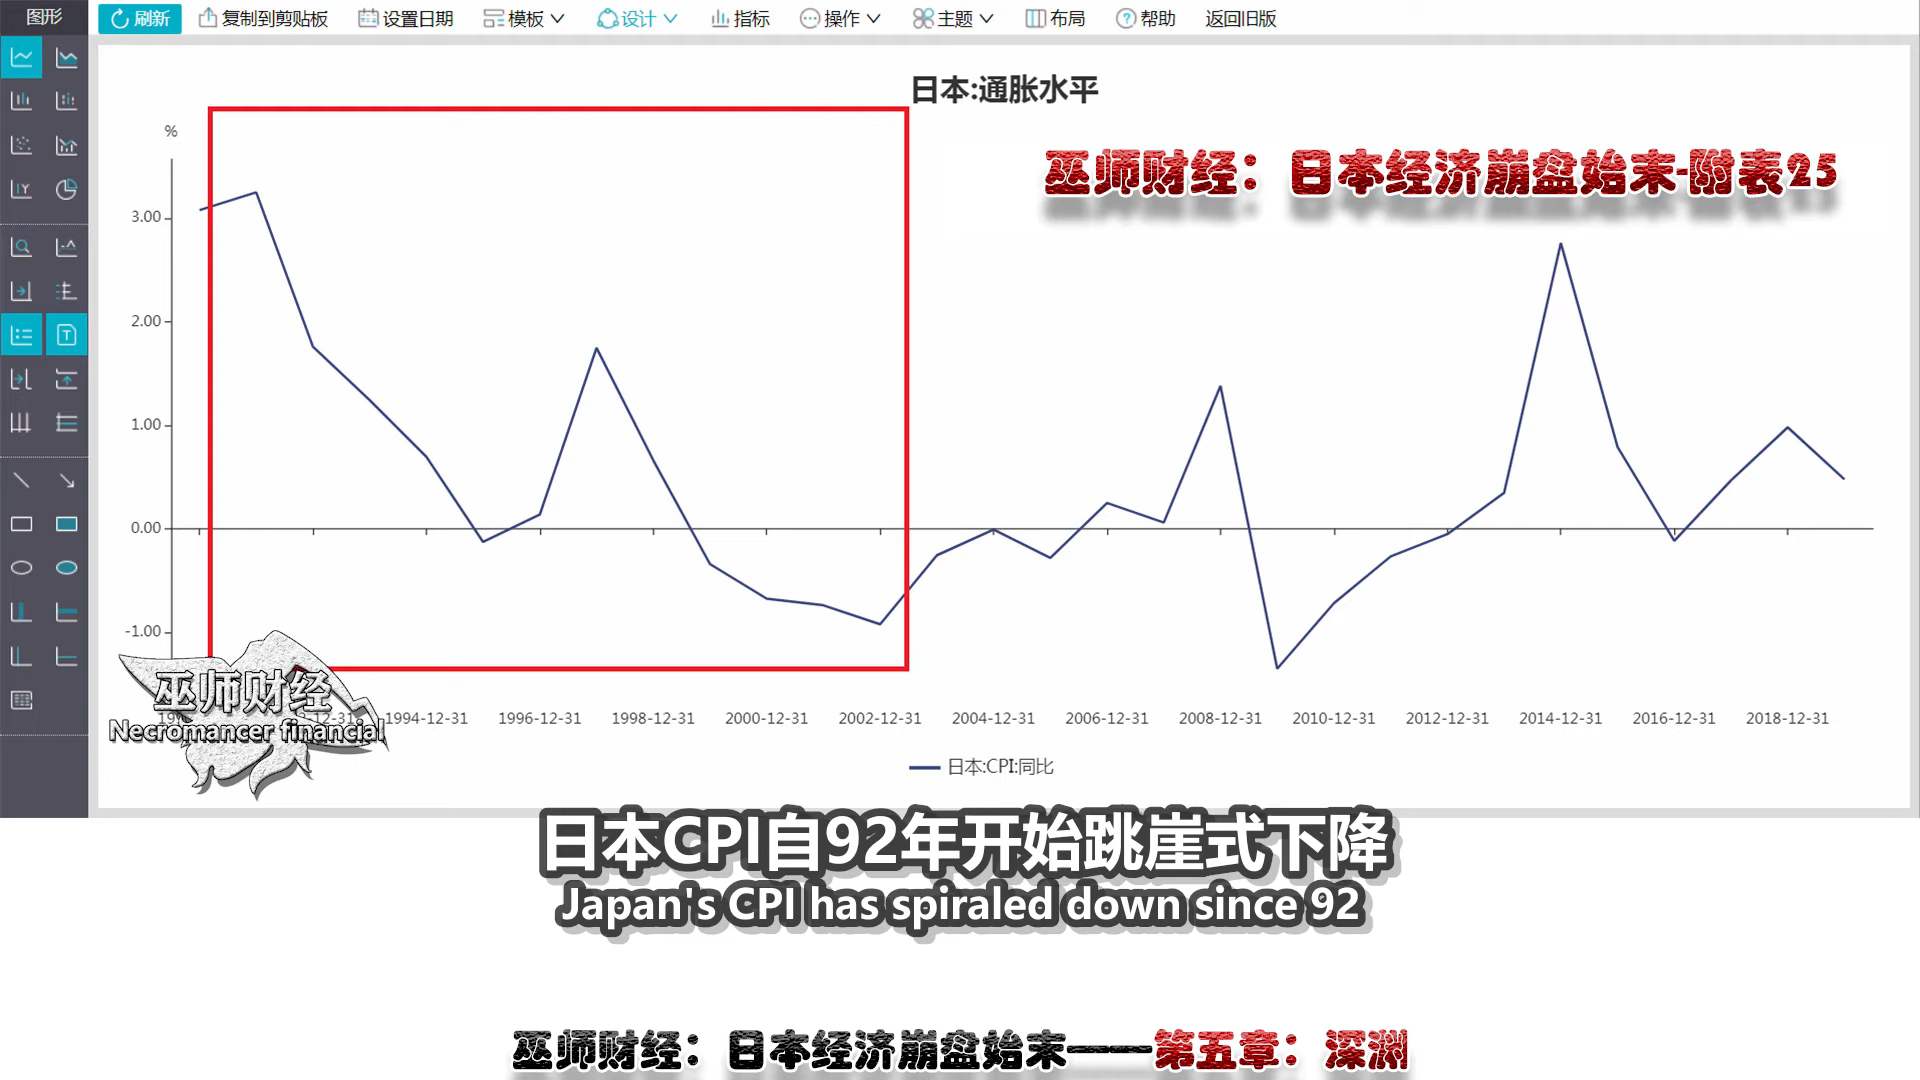 图形
刷新 复制到剪贴板 设置日期 模板 设计 指标 操作 主题 布局 帮助 返回旧版
日本:通胀水平
%
巫师财经：日本经济崩盘始末-附表25
3.00
2.00
1.00
0.00
-1.00
巫师财经
Necromancer financial
1994-12-31 1996-12-31 1998-12-31 2000-12-31 2002-12-31 2004-12-31 2006-12-31 2008-12-31 2010-12-31 2012-12-31 2014-12-31 2016-12-31 2018-12-31
日本:CPI:同比
日本CPI自92年开始跳崖式下降
Japan's CPI has spiraled down since 92
巫师财经：日本经济崩盘始末——第五章：深渊